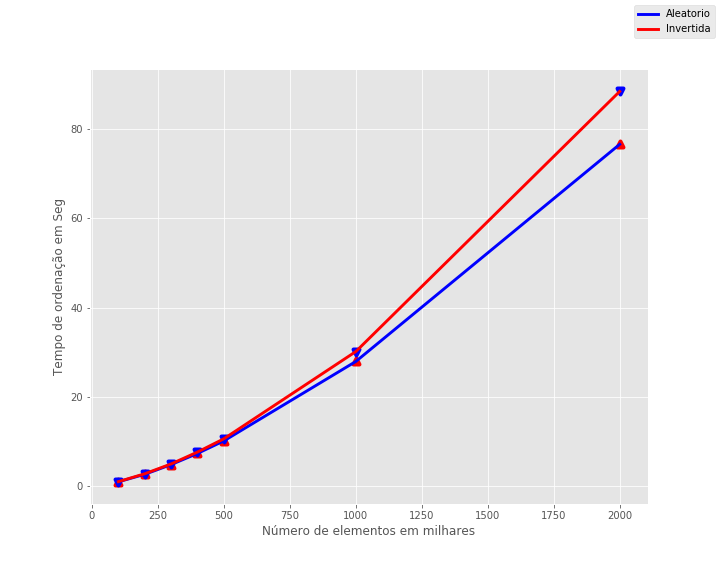 Aleatorio
Invertida
Tempo de ordenação em Seg
80
60
40
20
0
0 250 500 750 1000 1250 1500 1750 2000
Número de elementos em milhares